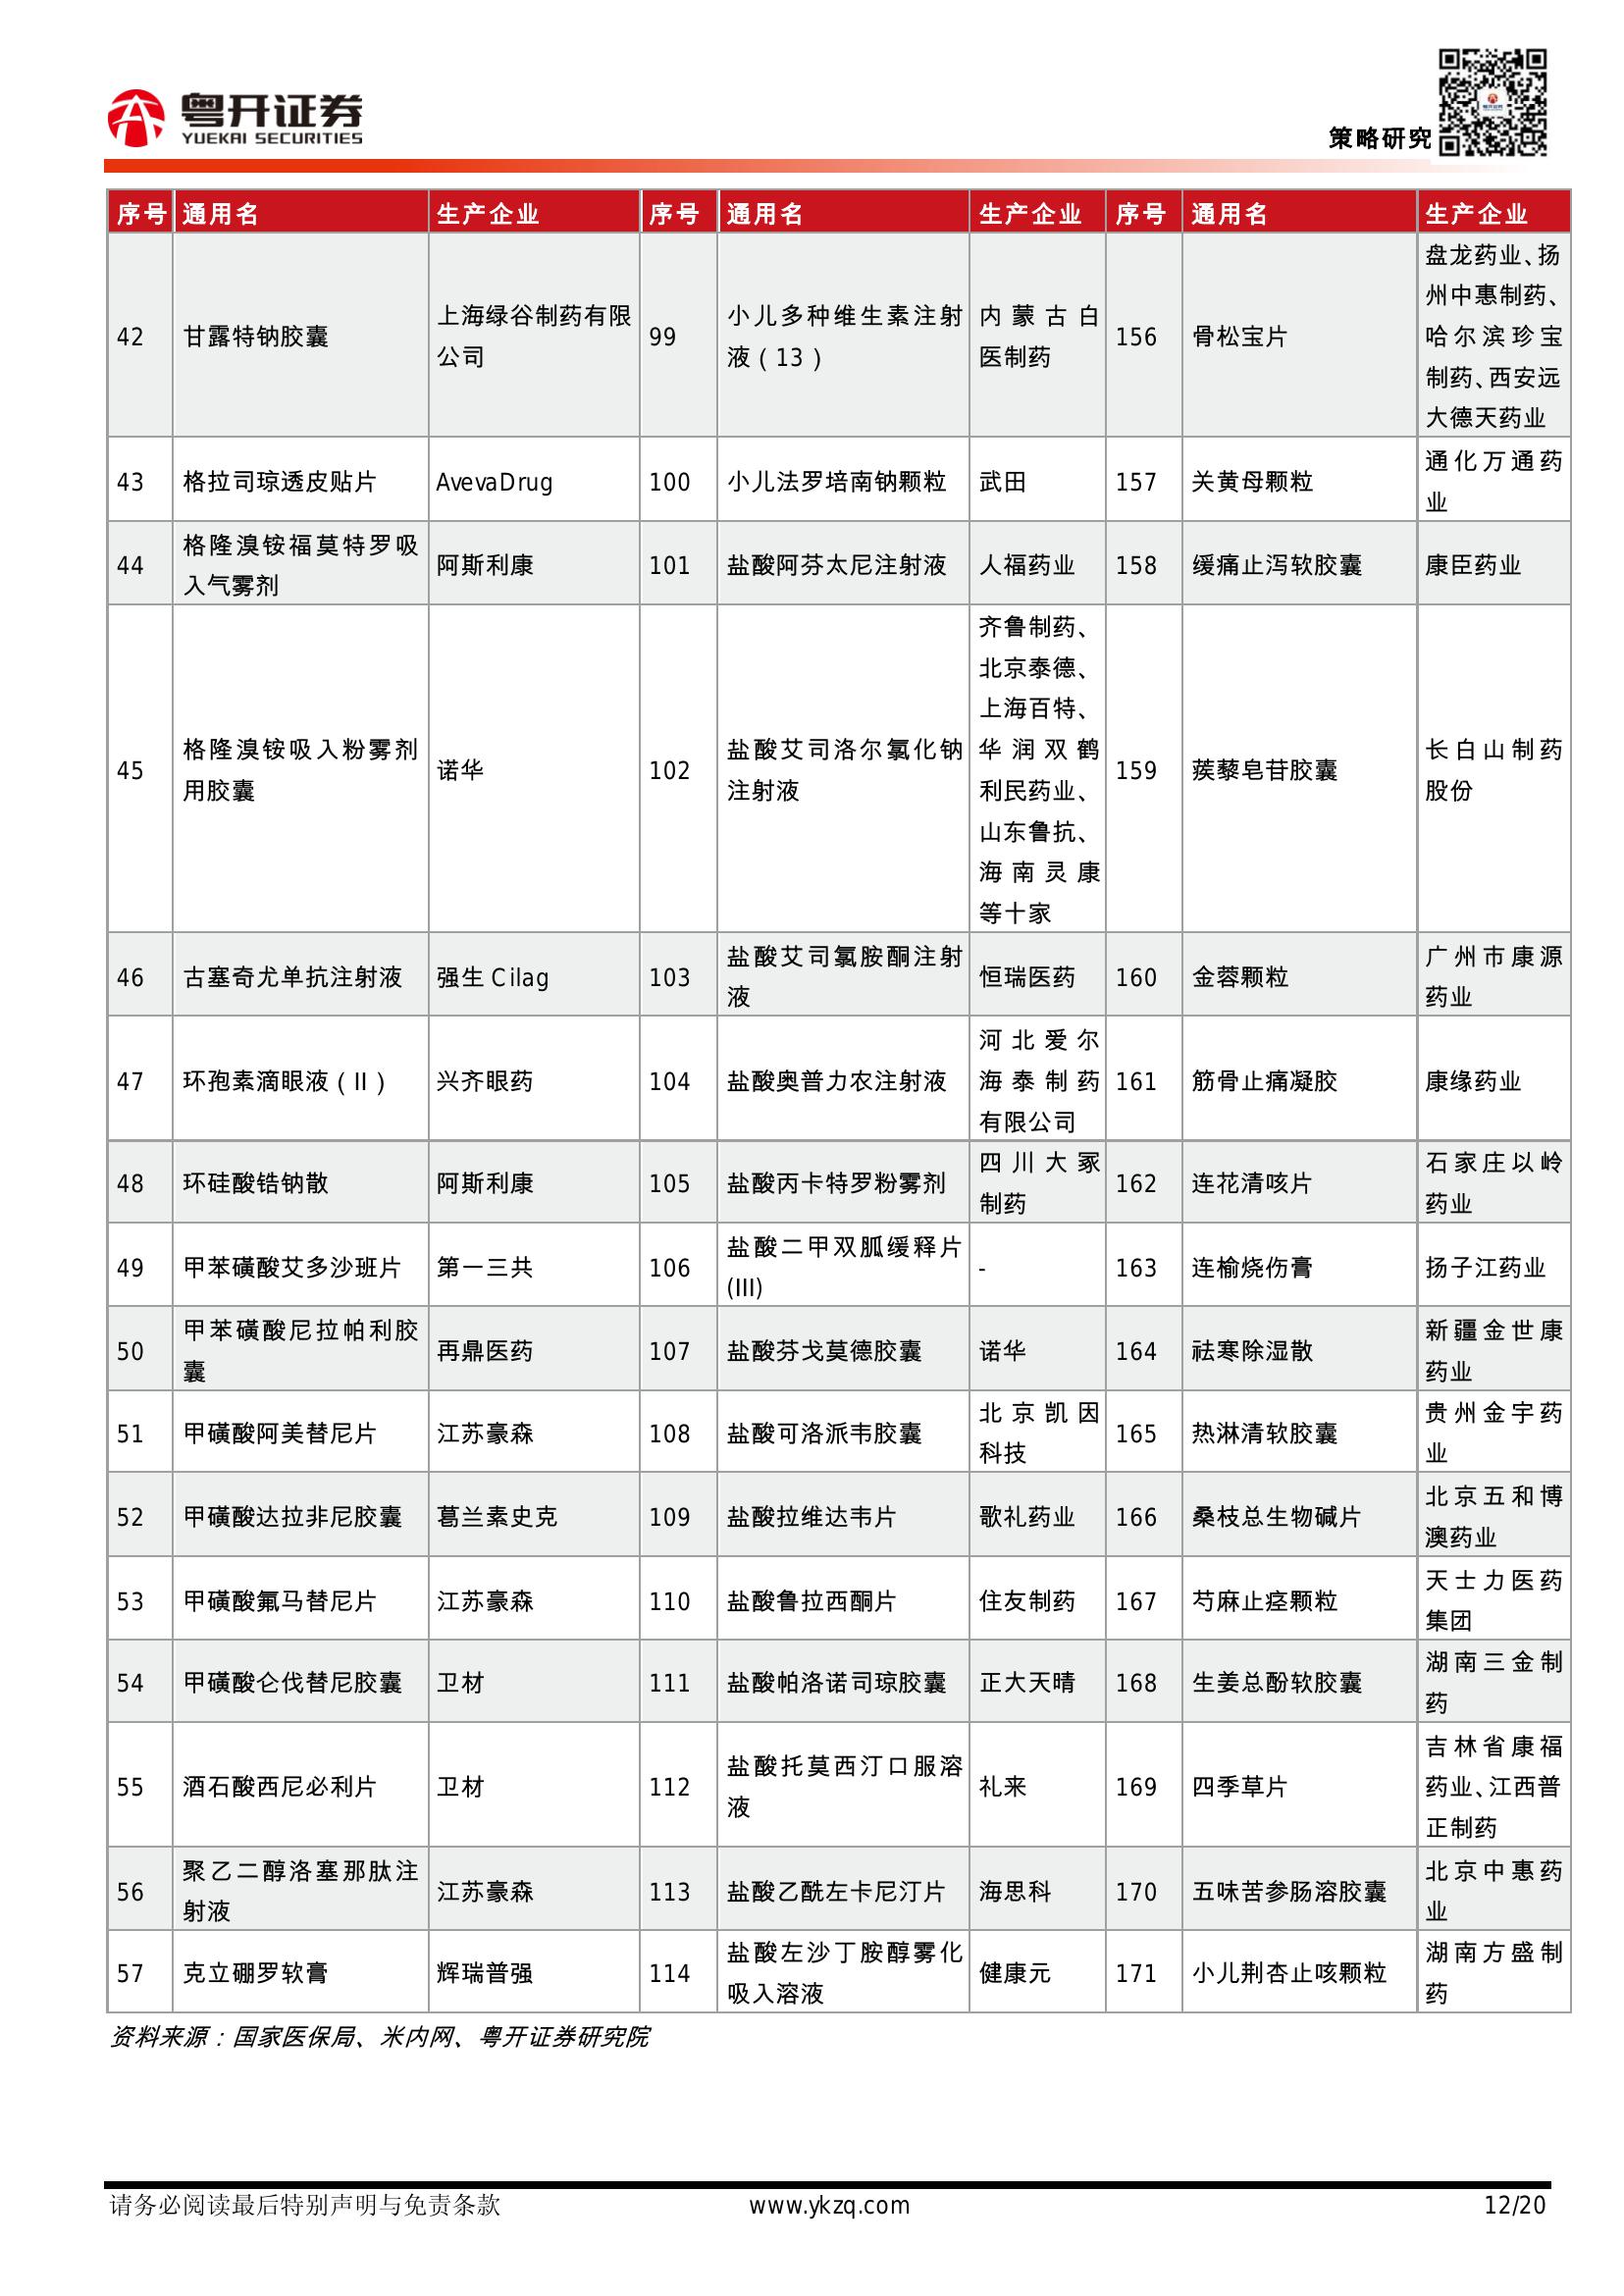 粤开证券
YUEKAI SECURITIES
策略研究
序号 通用名 生产企业 序号 通用名 生产企业 序号 通用名 生产企业
42 甘露特钠胶囊 上海绿谷制药有限公司 99 小儿多种维生素注射液（13） 内蒙古白医制药 156 骨松宝片 盘龙药业、扬州中惠制药、哈尔滨珍宝制药、西安远大德天药业
43 格拉司琼透皮贴片 AvevaDrug 100 小儿法罗培南钠颗粒 武田 157 关黄母颗粒 通化万通药业
44 格隆溴铵福莫特罗吸入气雾剂 阿斯利康 101 盐酸阿芬太尼注射液 人福药业 158 缓痛止泻软胶囊 康臣药业
45 格隆溴铵吸入粉雾剂用胶囊 诺华 102 盐酸艾司洛尔氯化钠注射液 齐鲁制药、北京泰德、上海百特、华润双鹤利民药业、山东鲁抗、海南灵康等十家 159 蒺藜皂苷胶囊 长白山制药股份
46 古塞奇尤单抗注射液 强生 Cilag 103 盐酸艾司氯胺酮注射液 恒瑞医药 160 金蓉颗粒 广州市康源药业
47 环孢素滴眼液（II） 兴齐眼药 104 盐酸奥普力农注射液 河北爱尔海泰制药有限公司 161 筋骨止痛凝胶 康缘药业
48 环硅酸锆钠散 阿斯利康 105 盐酸丙卡特罗粉雾剂 四川大冢制药 162 连花清咳片 石家庄以岭药业
49 甲苯磺酸艾多沙班片 第一三共 106 盐酸二甲双胍缓释片(III) - 163 连榆烧伤膏 扬子江药业
50 甲苯磺酸尼拉帕利胶囊 再鼎医药 107 盐酸芬戈莫德胶囊 诺华 164 祛寒除湿散 新疆金世康药业
51 甲磺酸阿美替尼片 江苏豪森 108 盐酸可洛派韦胶囊 北京凯因科技 165 热淋清软胶囊 贵州金宇药业
52 甲磺酸达拉非尼胶囊 葛兰素史克 109 盐酸拉维达韦片 歌礼药业 166 桑枝总生物碱片 北京五和博澳药业
53 甲磺酸氟马替尼片 江苏豪森 110 盐酸鲁拉西酮片 住友制药 167 芍麻止痉颗粒 天士力医药集团
54 甲磺酸仑伐替尼胶囊 卫材 111 盐酸帕洛诺司琼胶囊 正大天晴 168 生姜总酚软胶囊 湖南三金制药
55 酒石酸西尼必利片 卫材 112 盐酸托莫西汀口服溶液 礼来 169 四季草片 吉林省康福药业、江西普正制药
56 聚乙二醇洛塞那肽注射液 江苏豪森 113 盐酸乙酰左卡尼汀片 海思科 170 五味苦参肠溶胶囊 北京中惠药业
57 克立硼罗软膏 辉瑞普强 114 盐酸左沙丁胺醇雾化吸入溶液 健康元 171 小儿荆杏止咳颗粒 湖南方盛制药
资料来源：国家医保局、米内网、粤开证券研究院
请务必阅读最后特别声明与免责条款 www.ykzq.com 12/20